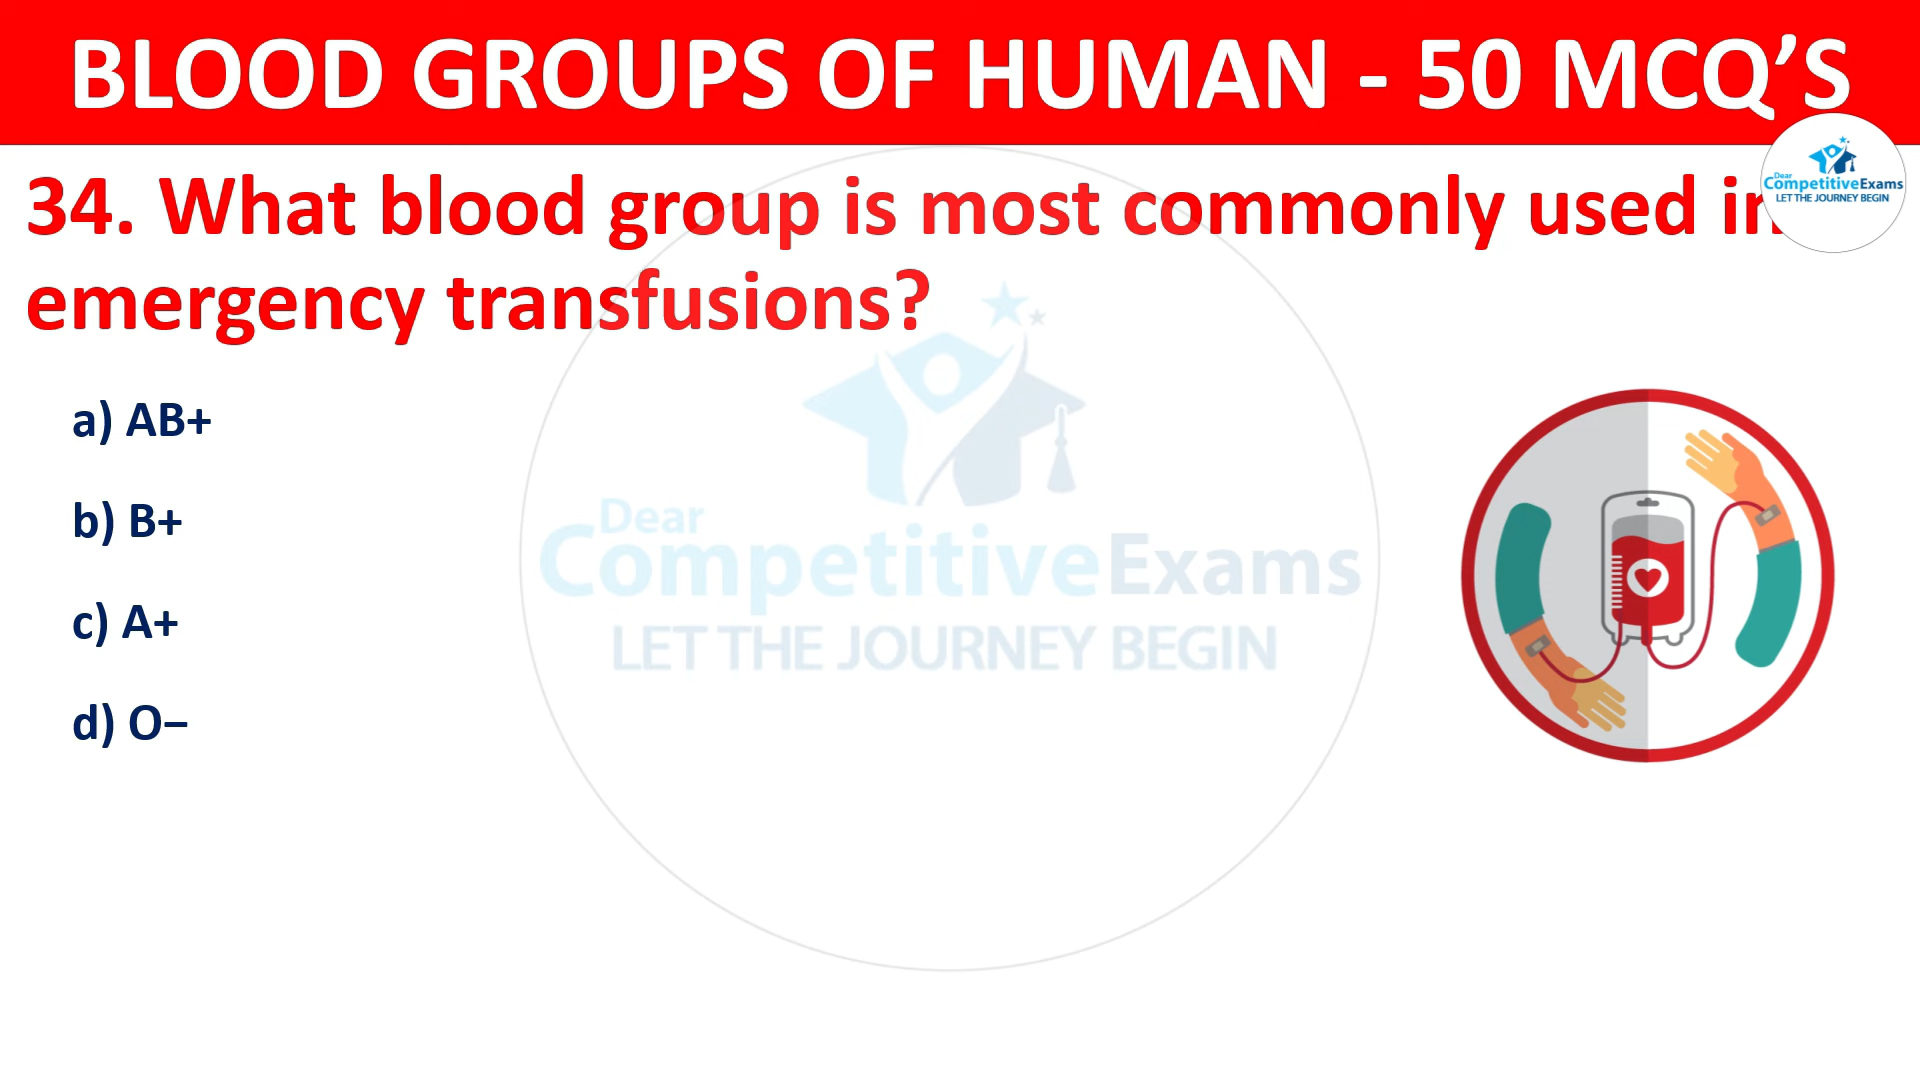 BLOOD GROUPS OF HUMAN - 50 MCQ’S
34. What blood group is most commonly used in
emergency transfusions?
Dear
CompetitiveExams
LET THE JOURNEY BEGIN
a) AB+
b) B+
c) A+
d) O–
Dear
CompetitiveExams
LET THE JOURNEY BEGIN